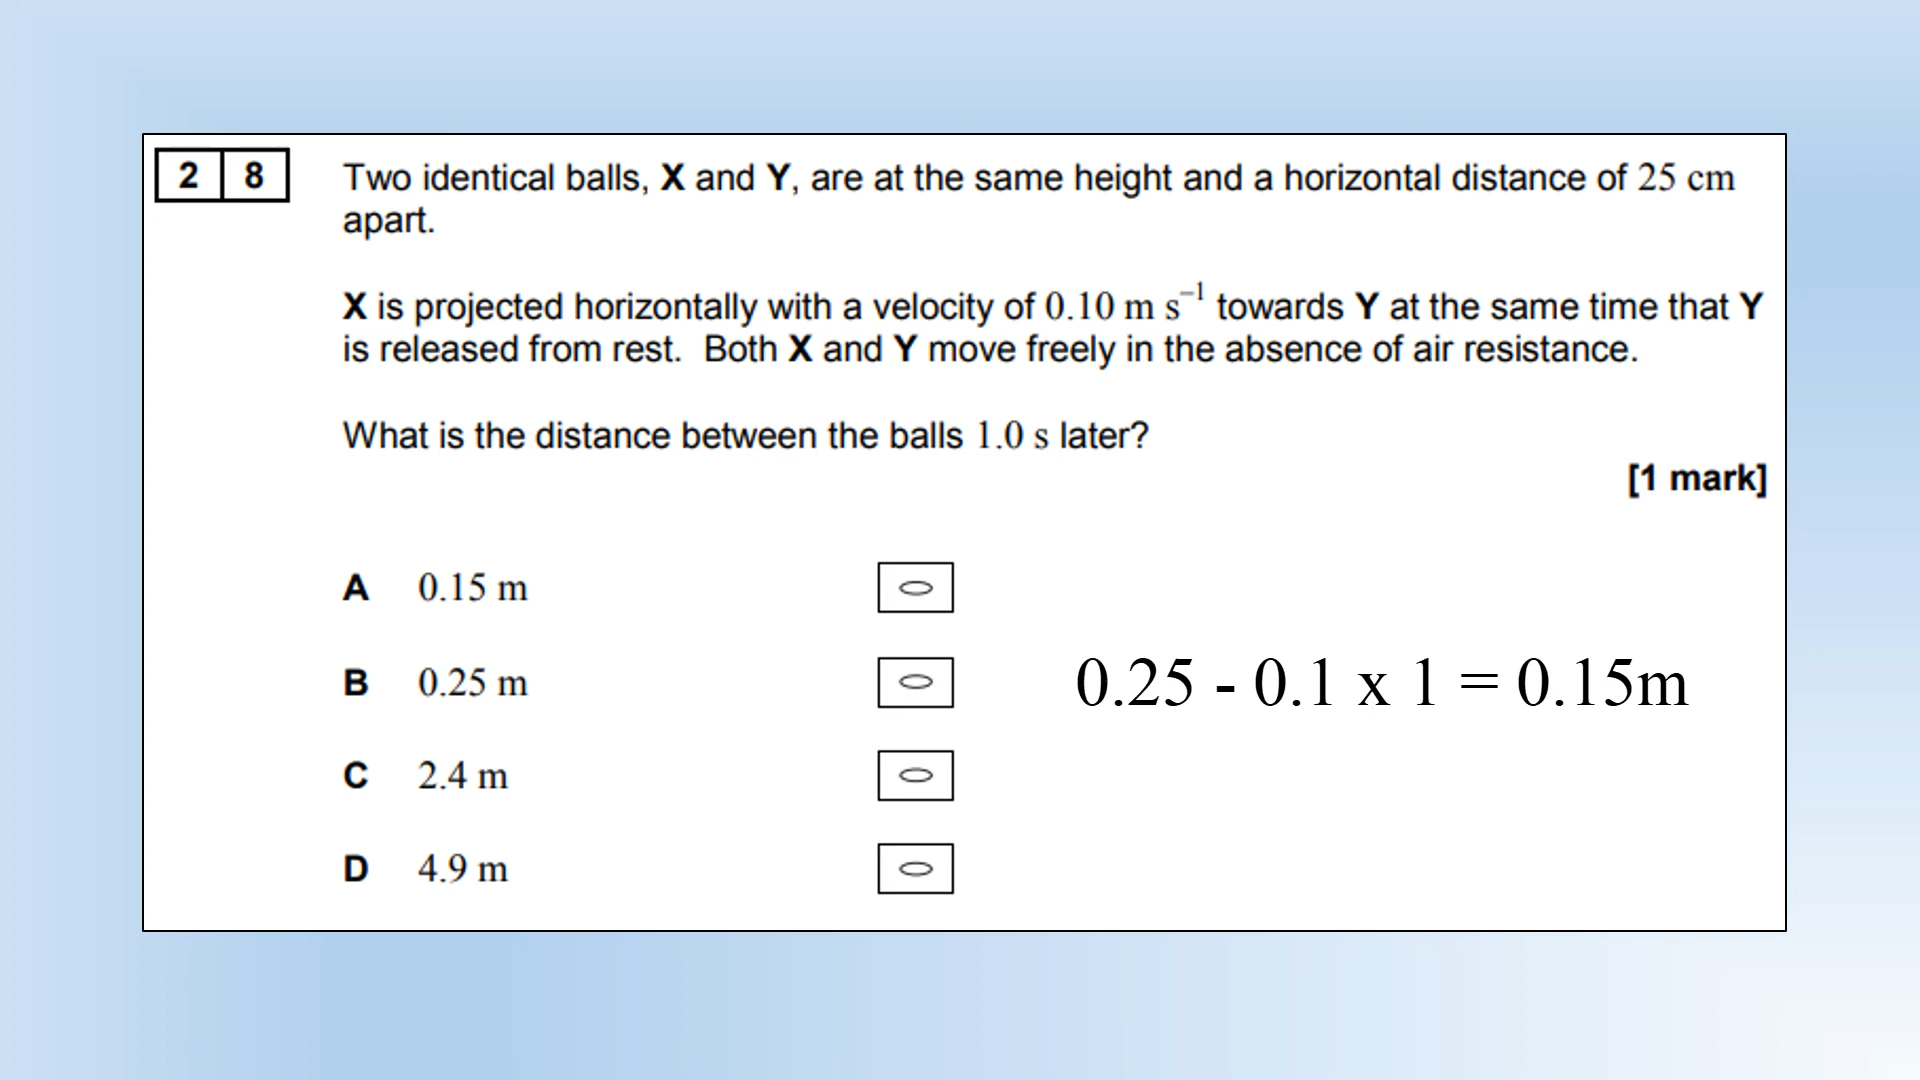 2 8 Two identical balls, X and Y, are at the same height and a horizontal distance of 25 cm
apart.
X is projected horizontally with a velocity of 0.10 m s⁻¹ towards Y at the same time that Y
is released from rest. Both X and Y move freely in the absence of air resistance.
What is the distance between the balls 1.0 s later?
[1 mark]
A 0.15 m
B 0.25 m
0.25 - 0.1 x 1 = 0.15m
C 2.4 m
D 4.9 m